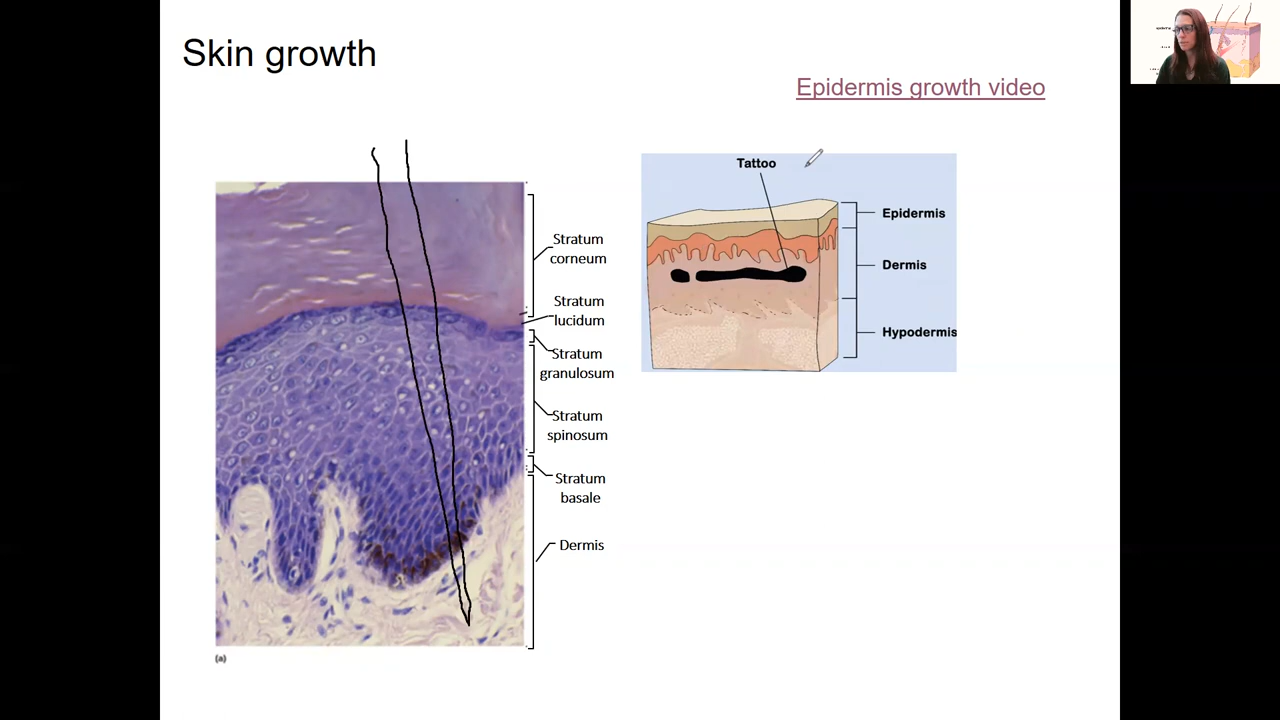 Skin growth
Epidermis growth video
Stratum
corneum
Stratum
lucidum
Stratum
granulosum
Stratum
spinosum
Stratum
basale
Dermis
(a)
Tattoo
Epidermis
Dermis
Hypodermis